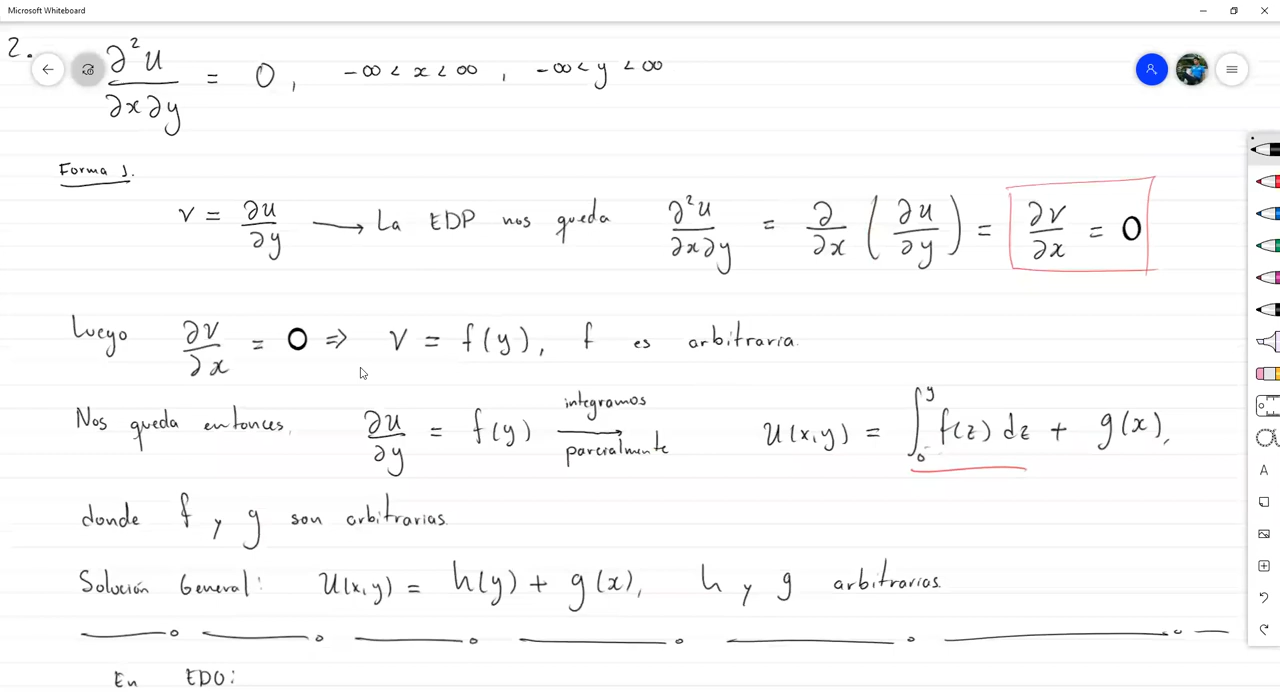 Microsoft Whiteboard
2. ∂²u/∂x∂y = 0, -∞ < x < ∞, -∞ < y < ∞
Forma 1.
v = ∂u/∂y ⟶ La EDP nos queda ∂²u/∂x∂y = ∂/∂x (∂u/∂y) = ∂v/∂x = 0
Luego ∂v/∂x = 0 ⇒ v = f(y), f es arbitraria.
Nos queda entonces, ∂u/∂y = f(y) integramos parcialmente ⟶ u(x,y) = ∫₀^y f(z) dz + g(x),
donde f y g son arbitrarias.
Solución General: u(x,y) = h(y) + g(x), h y g arbitrarias.
En EDO: